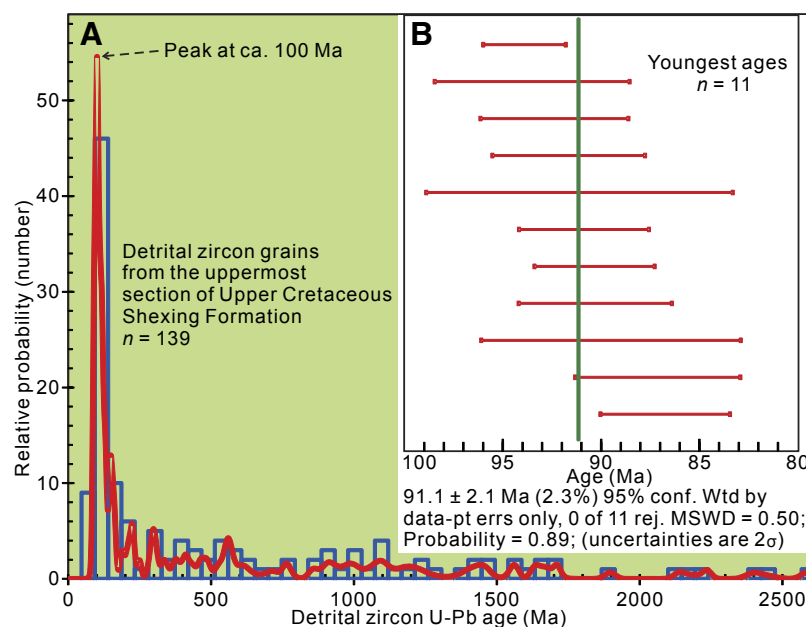 A
Peak at ca. 100 Ma
Detrital zircon grains
from the uppermost
section of Upper Cretaceous
Shexing Formation
n = 139
Relative probability (number)
50
40
30
20
10
0
0 500 1000 1500 2000 2500
Detrital zircon U-Pb age (Ma)
B
Youngest ages
n = 11
100 95 90 85 80
Age (Ma)
91.1 ± 2.1 Ma (2.3%) 95% conf. Wtd by
data-pt errs only, 0 of 11 rej. MSWD = 0.50;
Probability = 0.89; (uncertainties are 2σ)